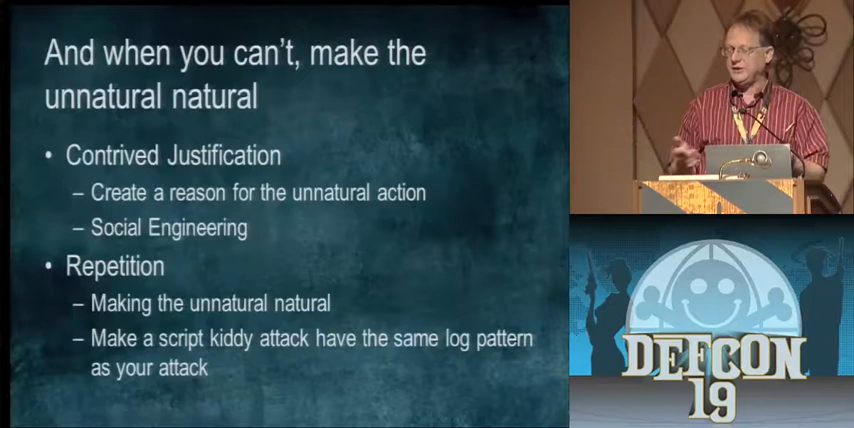 And when you can't, make the
unnatural natural
• Contrived Justification
– Create a reason for the unnatural action
– Social Engineering
• Repetition
– Making the unnatural natural
– Make a script kiddy attack have the same log pattern
as your attack
DEFCON
19